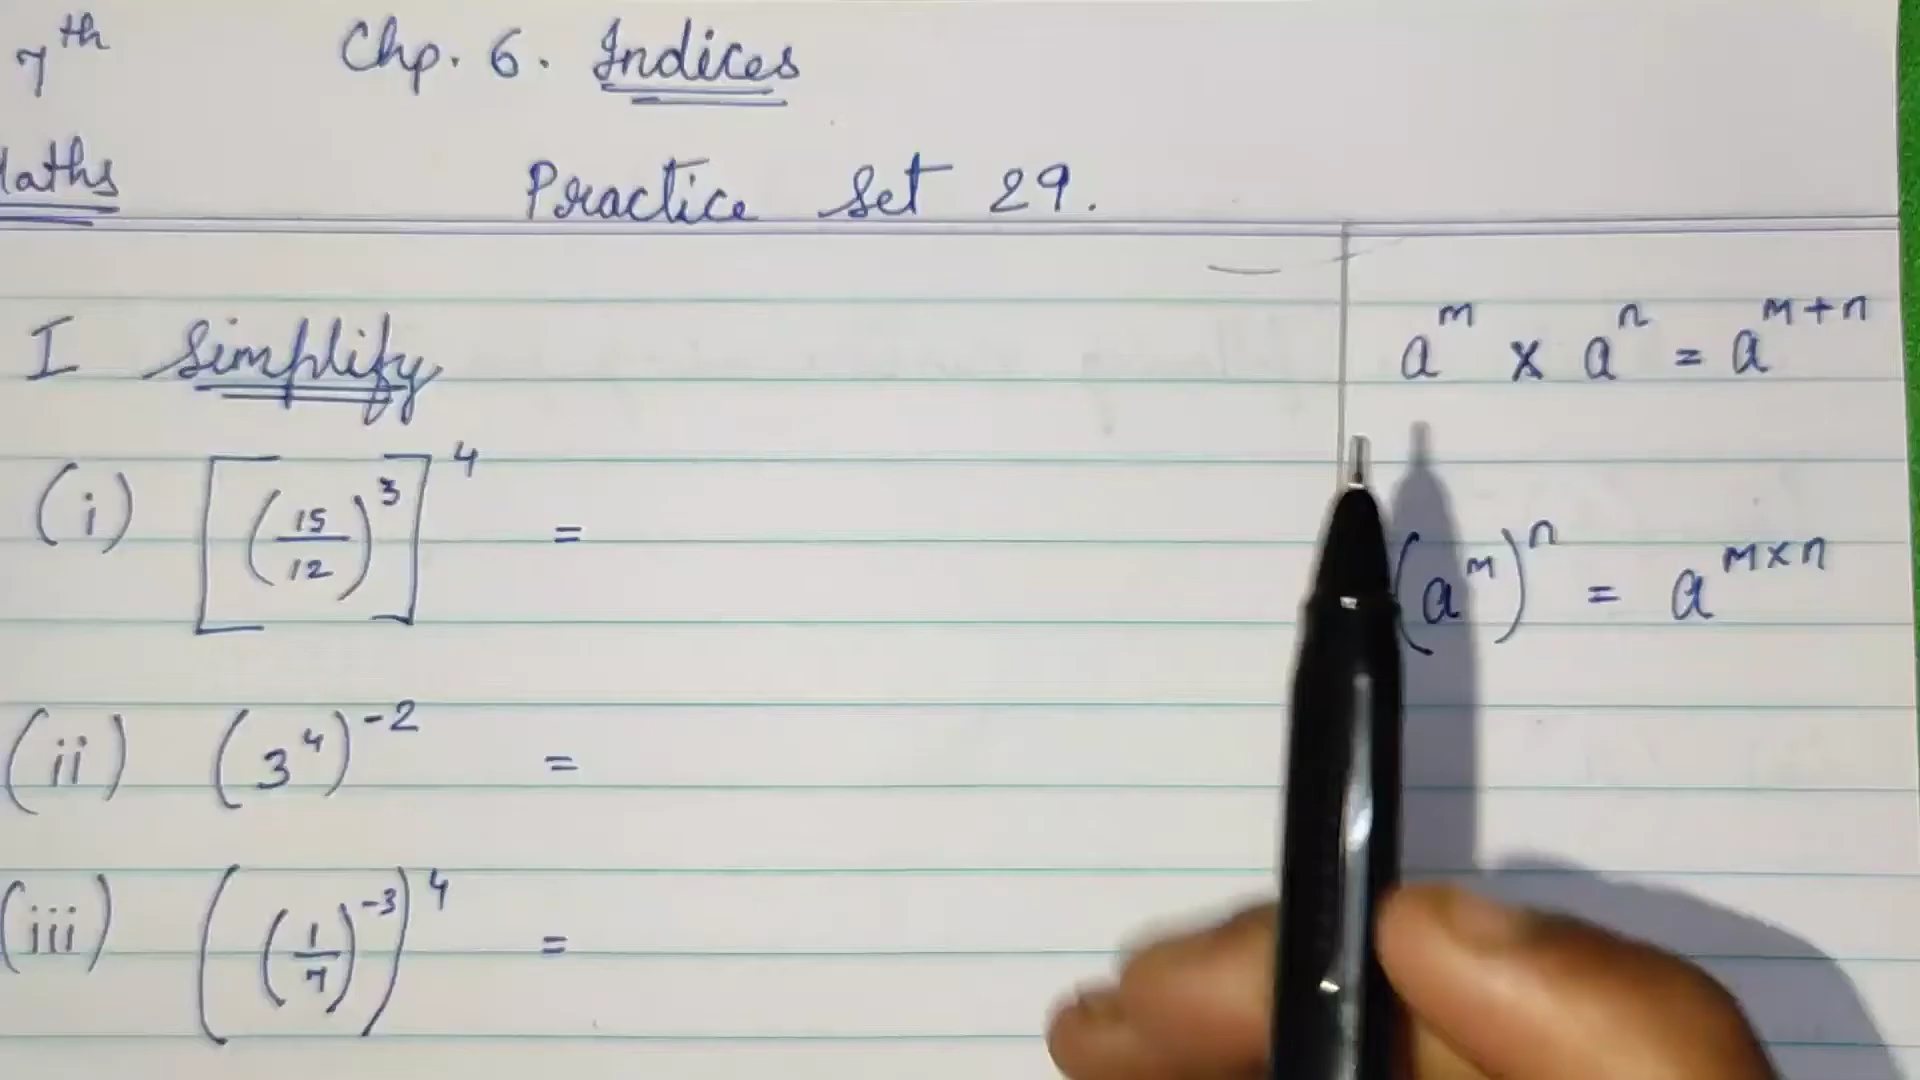 7th Chp. 6. Indices
Maths Practice Set 29.
I Simplify
a^m × a^n = a^(m+n)
(i) [(15/12)^3]^4 =
(a^m)^n = a^(m×n)
(ii) (3^4)^-2 =
(iii) ((1/7)^-3)^4 =